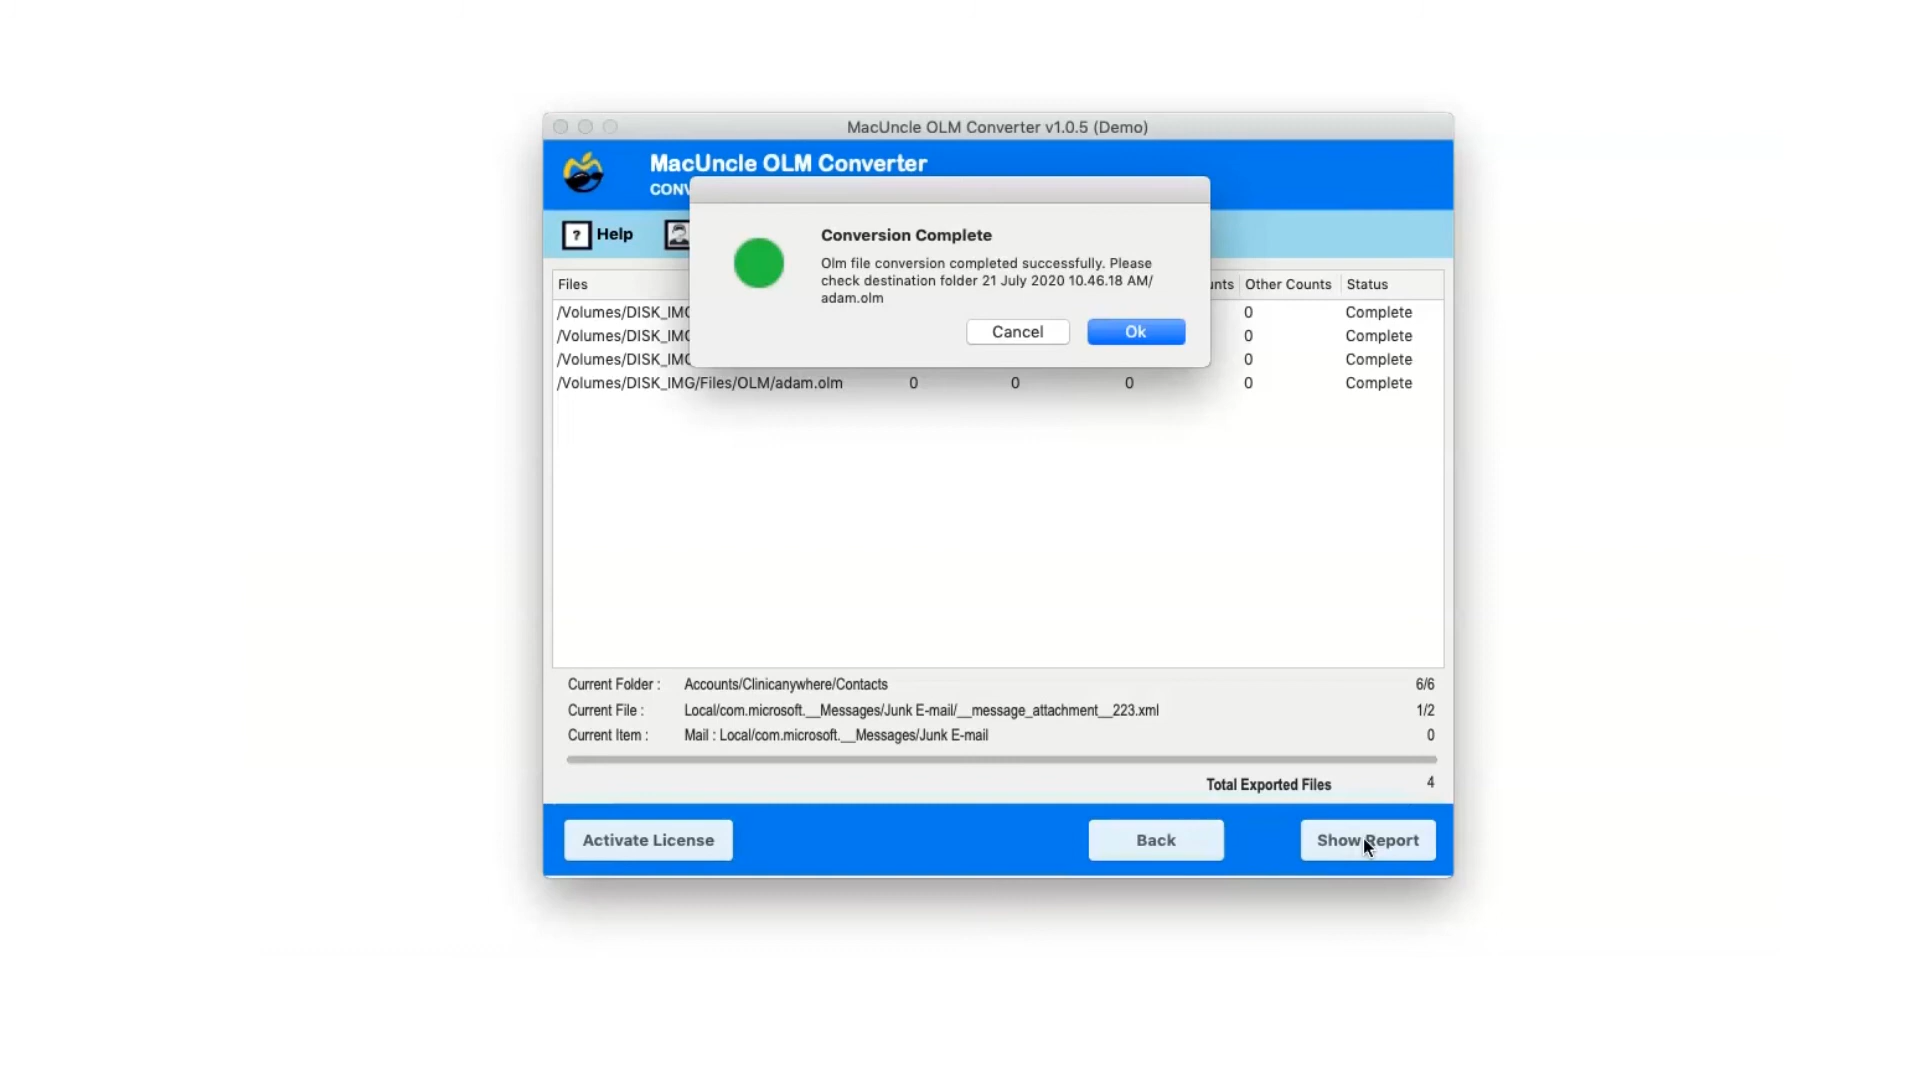 MacUncle OLM Converter v1.0.5 (Demo)
MacUncle OLM Converter
CONV
? Help
Conversion Complete
Olm file conversion completed successfully. Please
check destination folder 21 July 2020 10.46.18 AM/
adam.olm
Cancel Ok
Files unts Other Counts Status
/Volumes/DISK_IMG 0 Complete
/Volumes/DISK_IMG 0 Complete
/Volumes/DISK_IMG 0 Complete
/Volumes/DISK_IMG/Files/OLM/adam.olm 0 0 0 0 Complete
Current Folder : Accounts/Clinicanywhere/Contacts 6/6
Current File : Local/com.microsoft.__Messages/Junk E-mail/__message_attachment__223.xml 1/2
Current Item : Mail : Local/com.microsoft.__Messages/Junk E-mail 0
Total Exported Files 4
Activate License Back Show Report